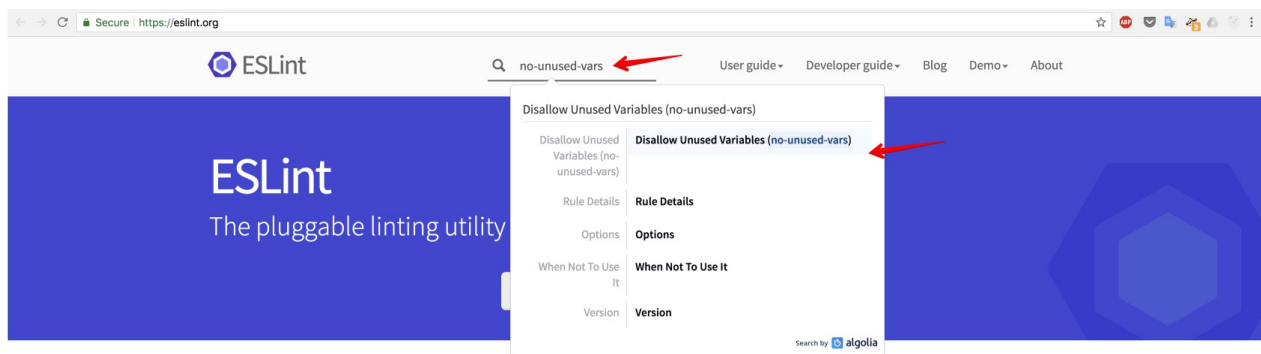 Secure https://eslint.org
ABP
ESLint
no-unused-vars
User guide
Developer guide
Blog
Demo
About
Disallow Unused Variables (no-unused-vars)
Disallow Unused
Variables (no-
unused-vars)
Disallow Unused Variables (no-unused-vars)
Rule Details
Rule Details
Options
Options
When Not To Use
It
When Not To Use It
Version
Version
Search by algolia
ESLint
The pluggable linting utility